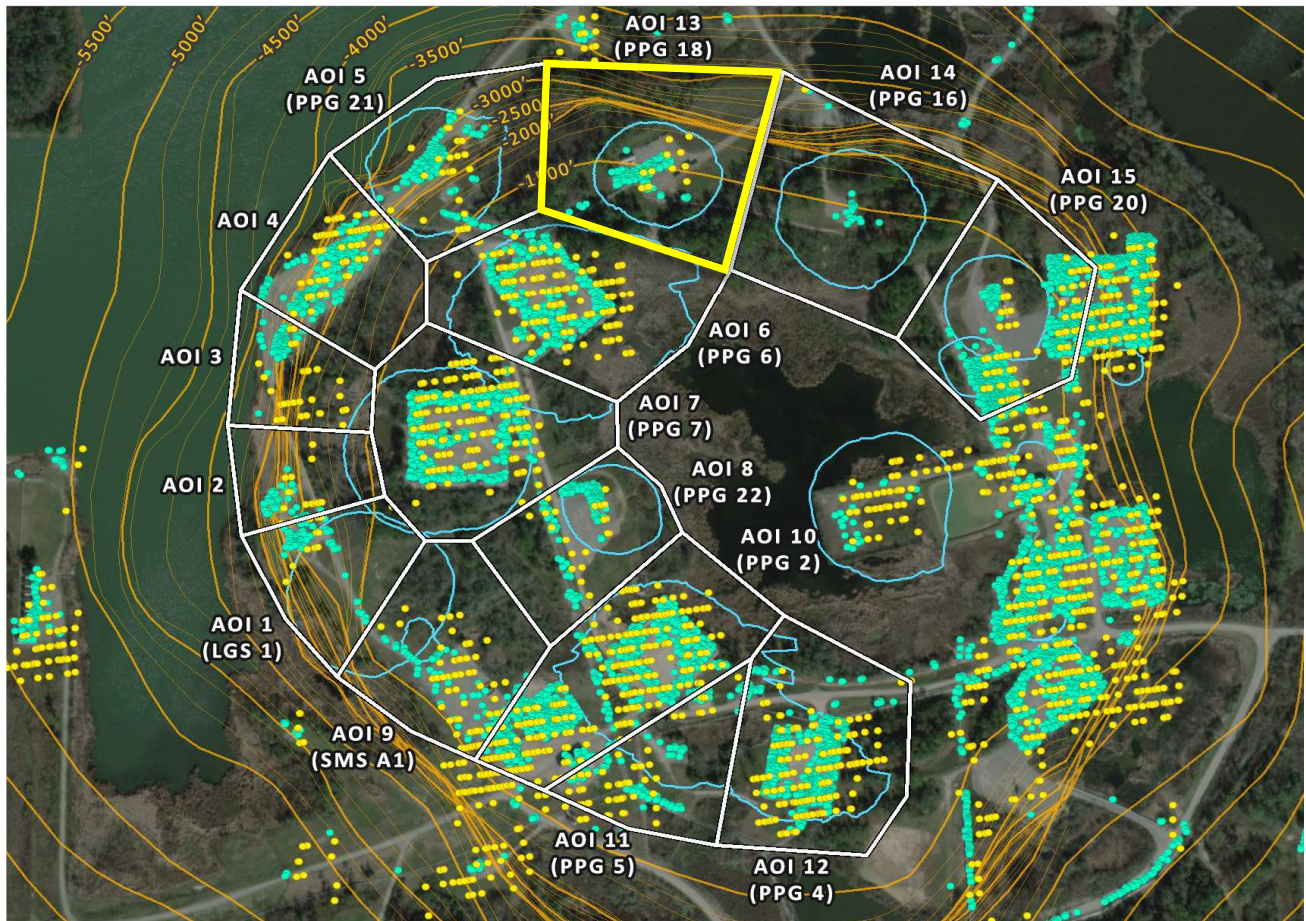 -5500'
-5000'
-4500'
-4000'
-3500'
-3000'
-2500'
-2000'
AOI 13
(PPG 18)
AOI 5
(PPG 21)
AOI 14
(PPG 16)
AOI 15
(PPG 20)
AOI 4
AOI 3
AOI 6
(PPG 6)
AOI 7
(PPG 7)
AOI 2
AOI 8
(PPG 22)
AOI 10
(PPG 2)
AOI 1
(LGS 1)
AOI 9
(SMS A1)
AOI 11
(PPG 5)
AOI 12
(PPG 4)